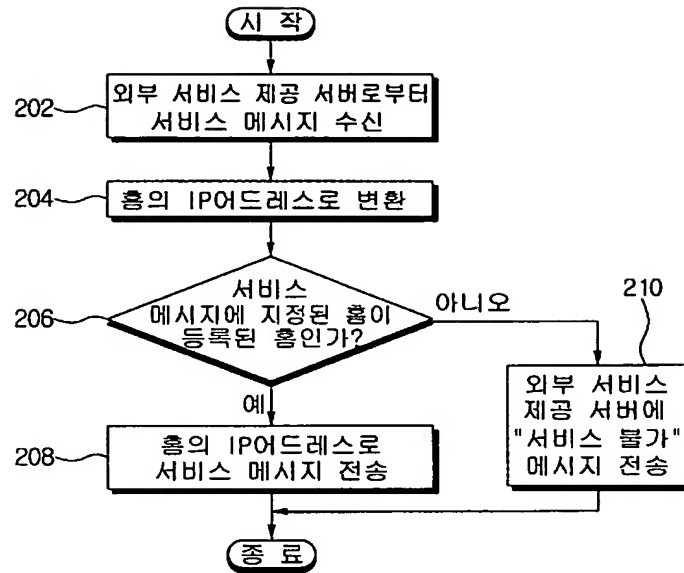 시 작
202
외부 서비스 제공 서버로부터
서비스 메시지 수신
204
홈의 IP어드레스로 변환
206
서비스
메시지에 지정된 홈이
등록된 홈인가?
아니오
210
예
외부 서비스
제공 서버에
"서비스 불가"
메시지 전송
208
홈의 IP어드레스로
서비스 메시지 전송
종 료